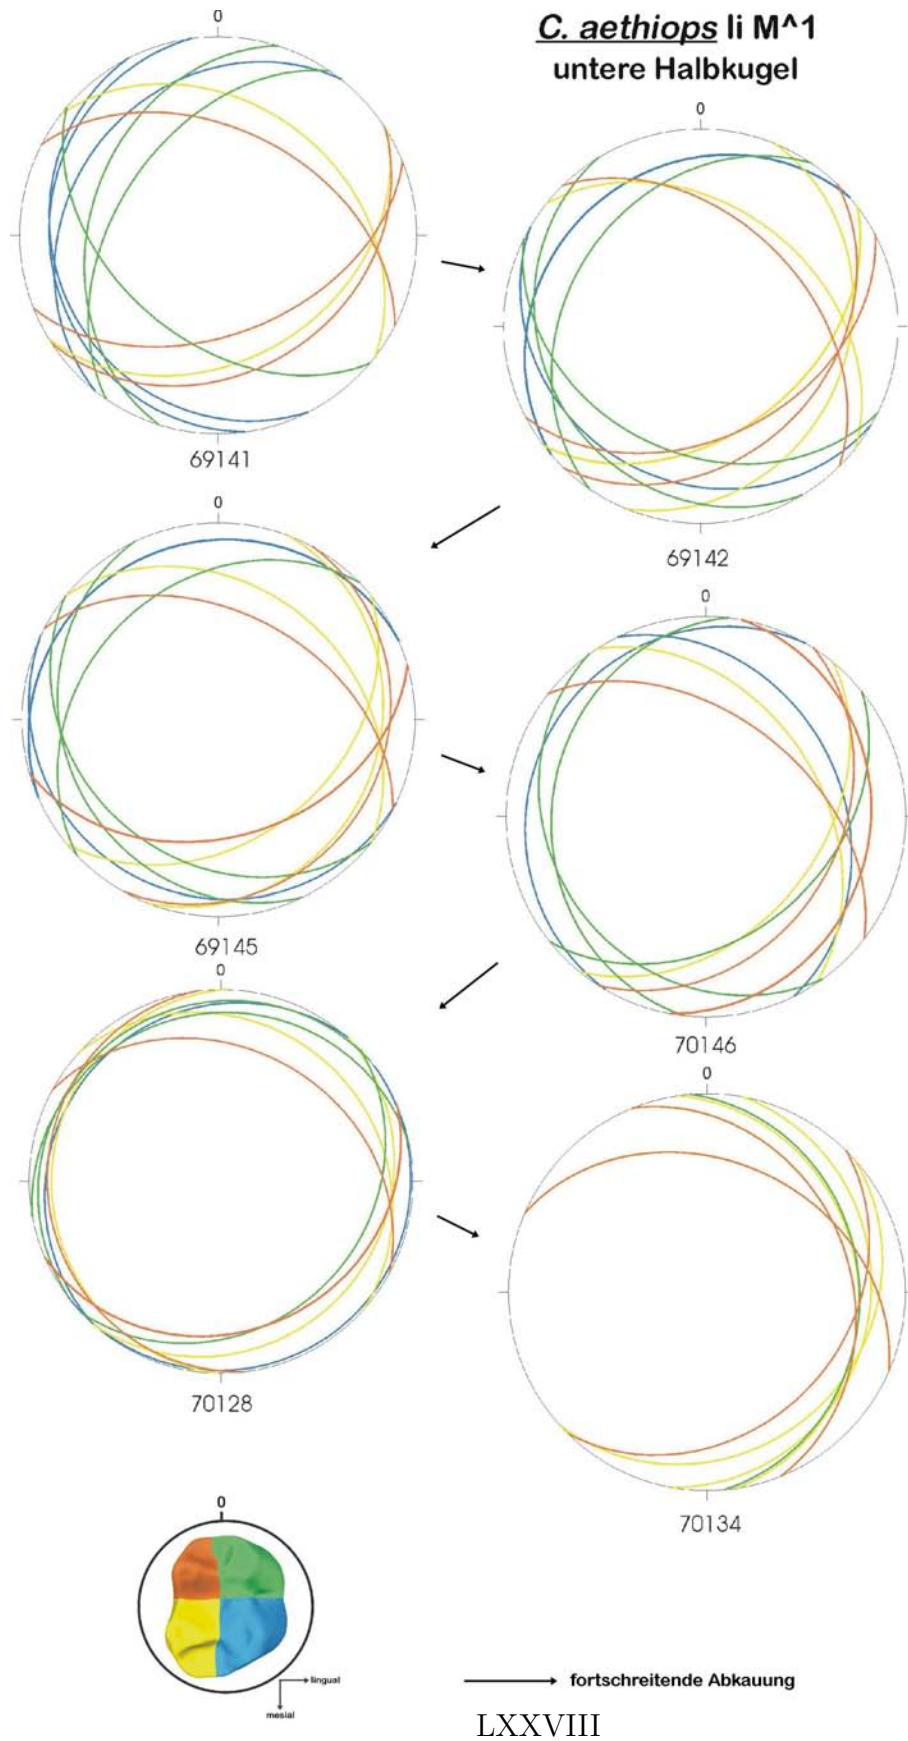 C. aethiops li M^1
untere Halbkugel
0
69141
0
69142
0
69145
0
70146
0
70128
0
70134
0
lingual
mesial
fortschreitende Abkauung
LXXVIII